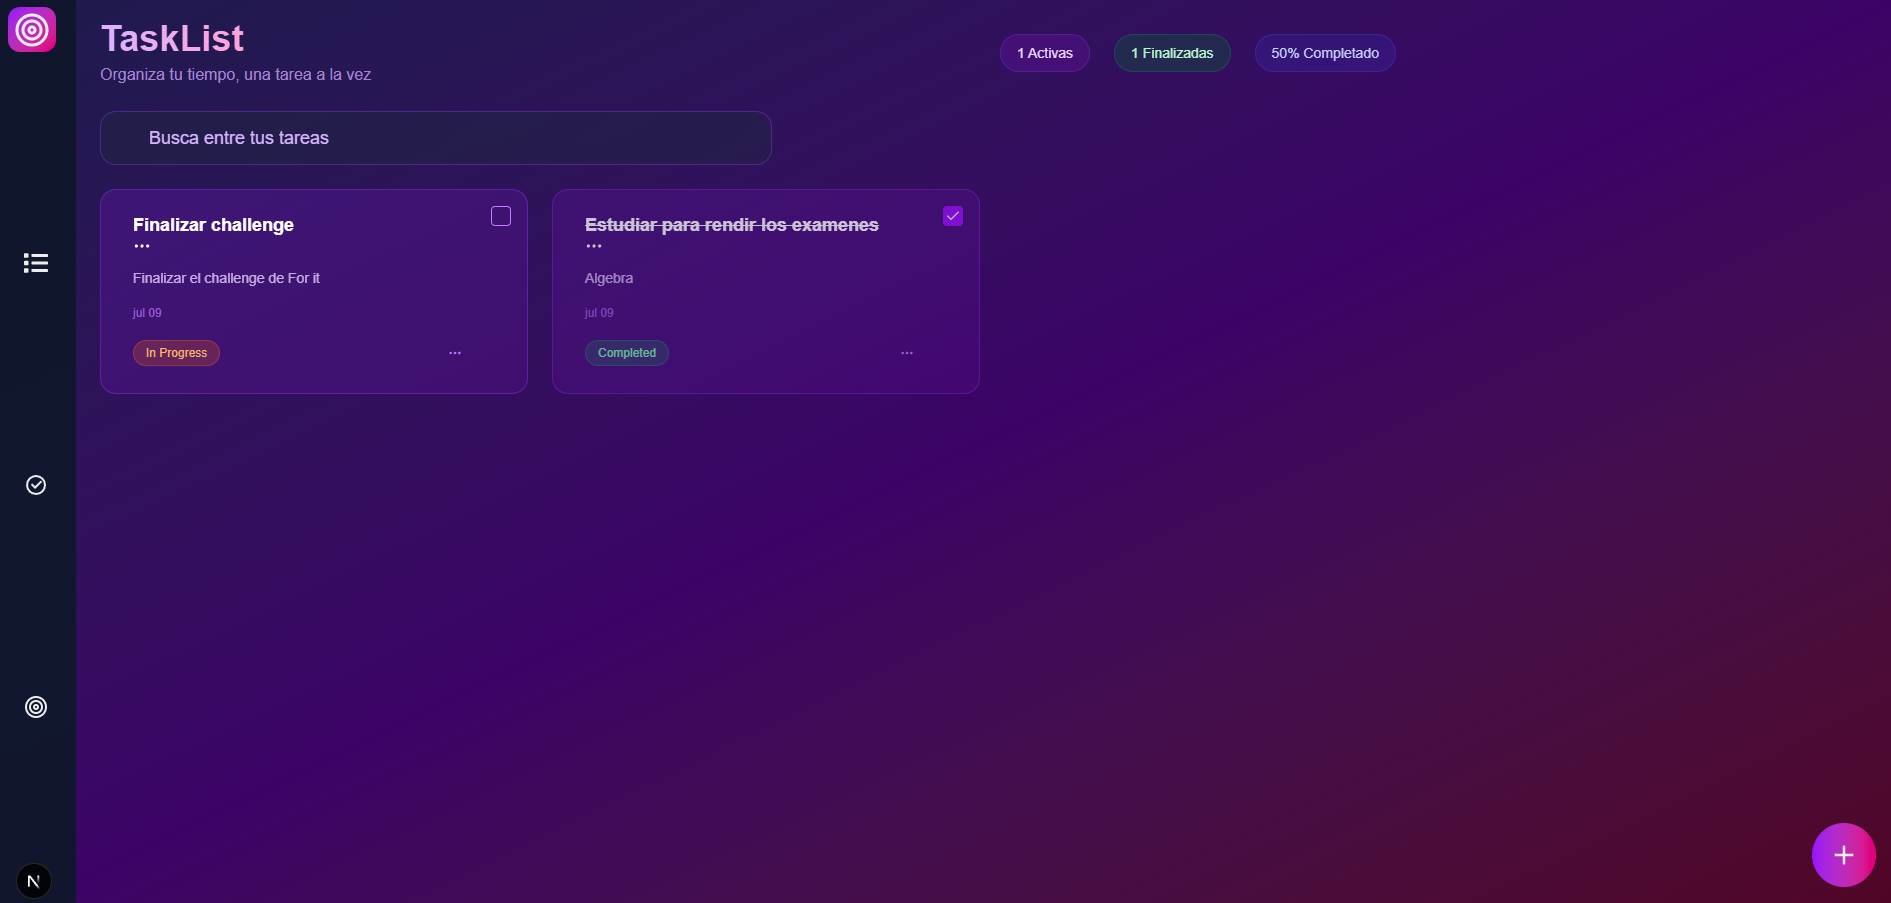 TaskList
Organiza tu tiempo, una tarea a la vez
1 Activas
1 Finalizadas
50% Completado
Busca entre tus tareas
Finalizar challenge
...
Finalizar el challenge de For it
jul 09
In Progress
...
Estudiar para rendir los examenes
...
Algebra
jul 09
Completed
...
N